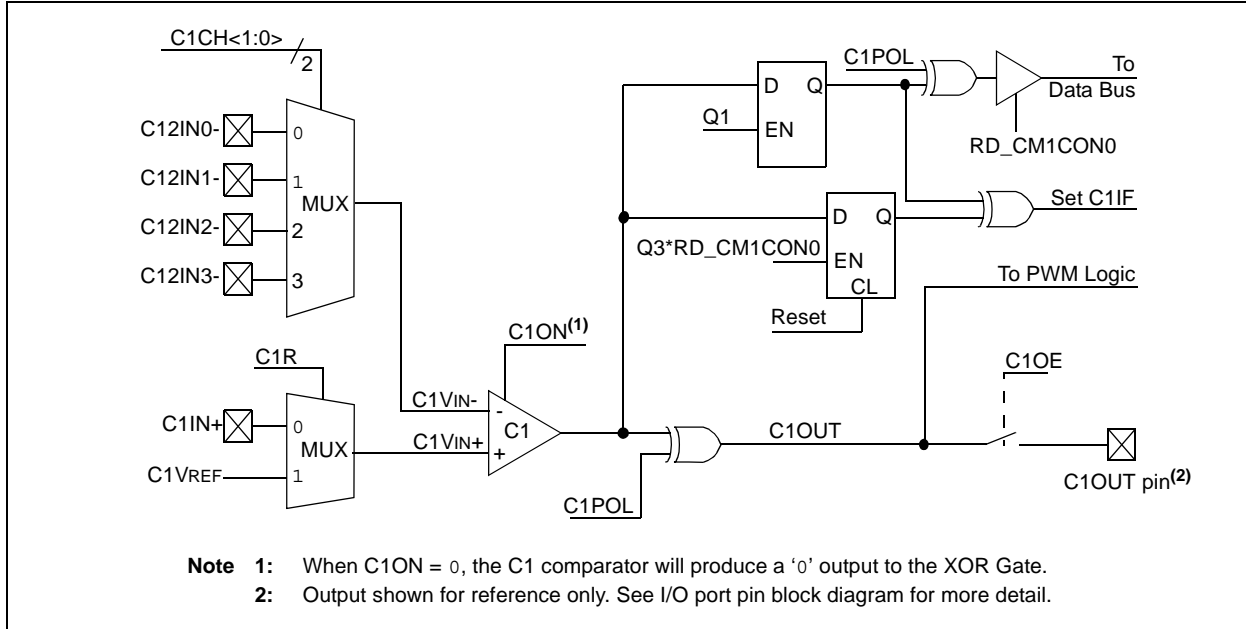 C1CH<1:0>
2
C12IN0-
0
C12IN1-
1
MUX
C12IN2-
2
C12IN3-
3
C1POL
To
Data Bus
D Q
Q1
EN
RD_CM1CON0
D Q
Set C1IF
Q3*RD_CM1CON0
EN
CL
To PWM Logic
Reset
C1ON(1)
C1R
C1OE
C1VIN-
-
C1IN+
0
MUX
C1VIN+
+
C1
C1OUT
C1VREF
1
C1POL
C1OUT pin(2)
Note 1: When C1ON = 0, the C1 comparator will produce a ‘0’ output to the XOR Gate.
2: Output shown for reference only. See I/O port pin block diagram for more detail.